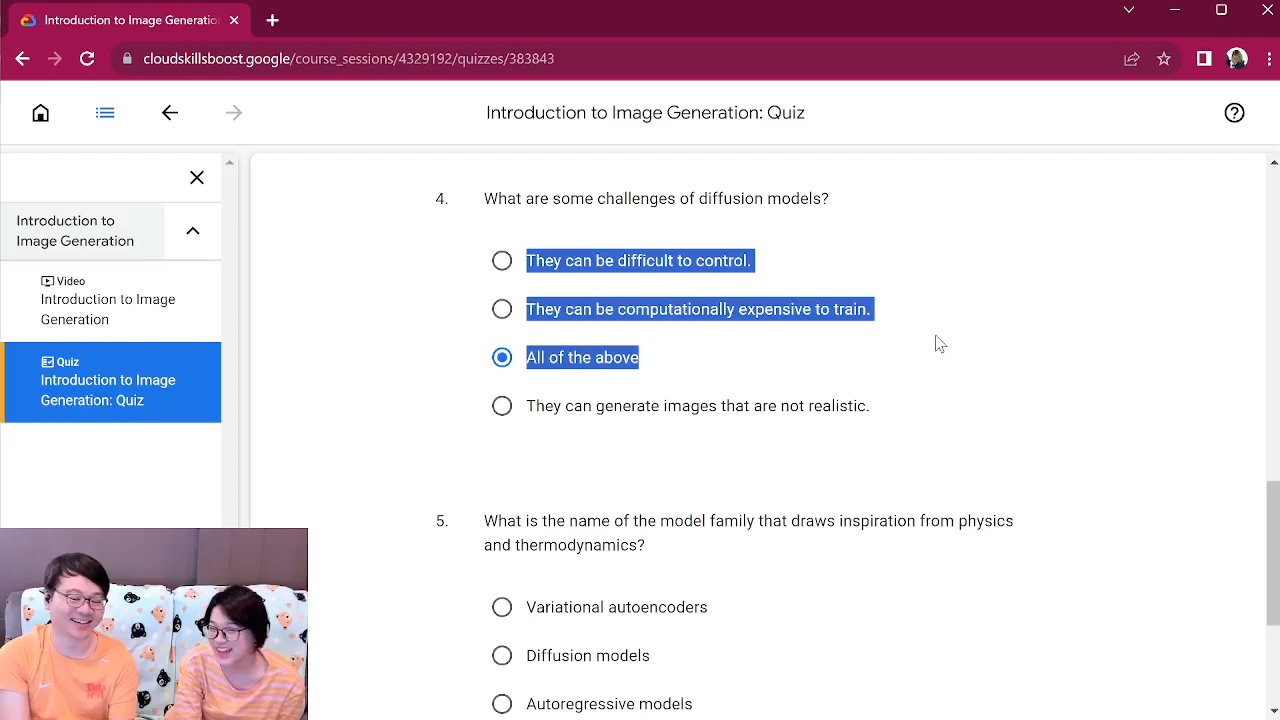 Introduction to Image Generatio
cloudskillsboost.google/course_sessions/4329192/quizzes/383843
Introduction to Image Generation: Quiz
Introduction to
Image Generation
Video
Introduction to Image
Generation
Quiz
Introduction to Image
Generation: Quiz
4. What are some challenges of diffusion models?
They can be difficult to control.
They can be computationally expensive to train.
All of the above
They can generate images that are not realistic.
5. What is the name of the model family that draws inspiration from physics
and thermodynamics?
Variational autoencoders
Diffusion models
Autoregressive models